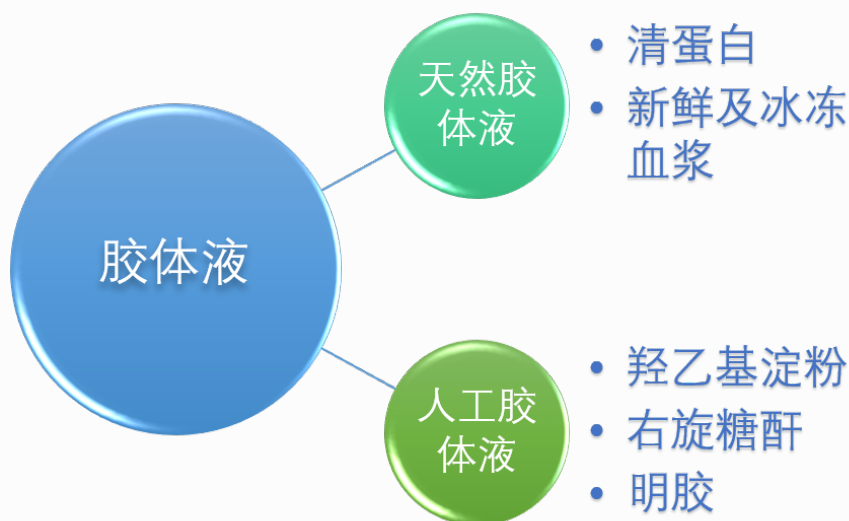 胶体液
天然胶
体液
• 清蛋白
• 新鲜及冰冻
血浆
人工胶
体液
• 羟乙基淀粉
• 右旋糖酐
• 明胶